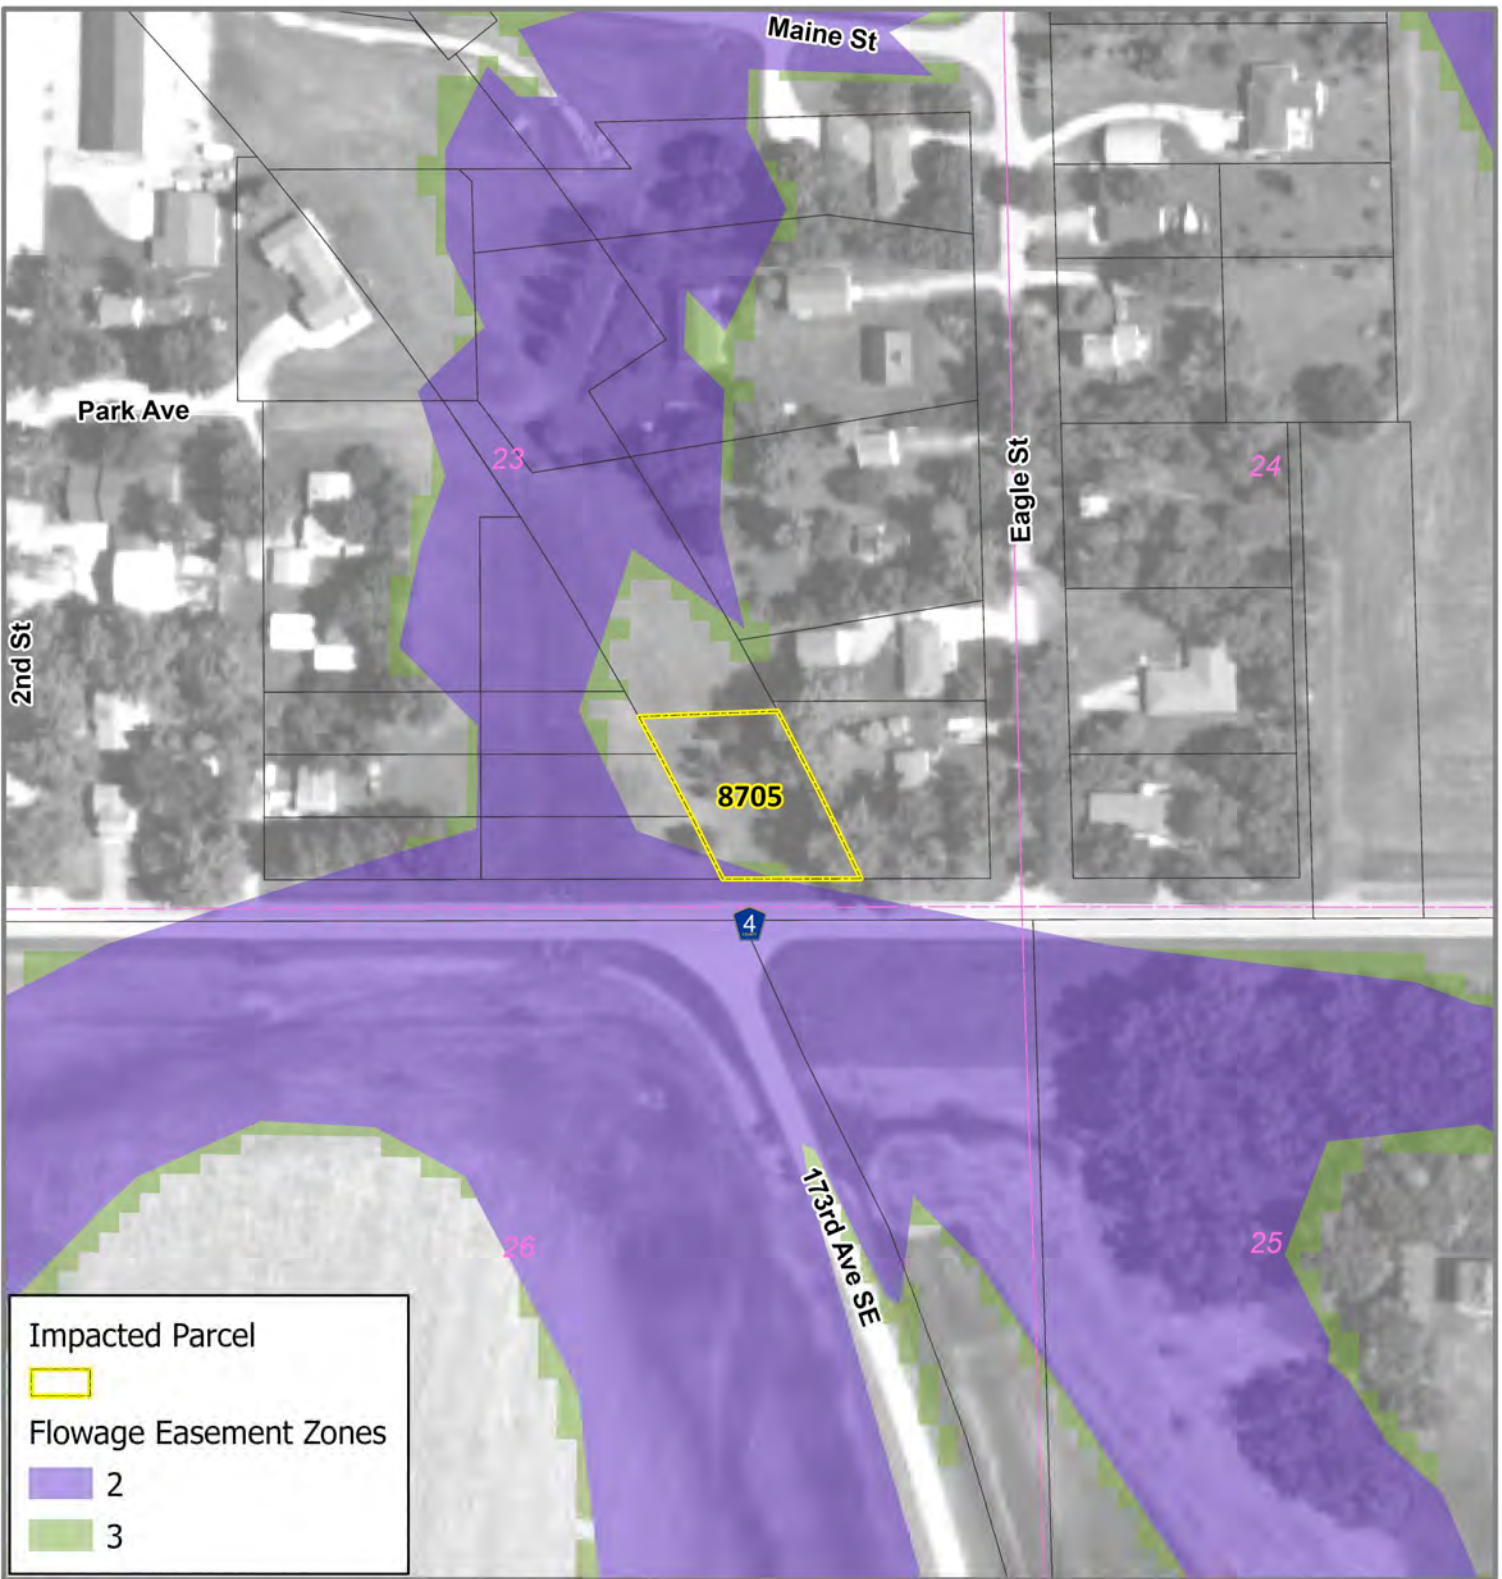 Maine St
Park Ave
23
24
Eagle St
2nd St
8705
4
173rd Ave SE
26
25
Impacted Parcel
Flowage Easement Zones
2
3